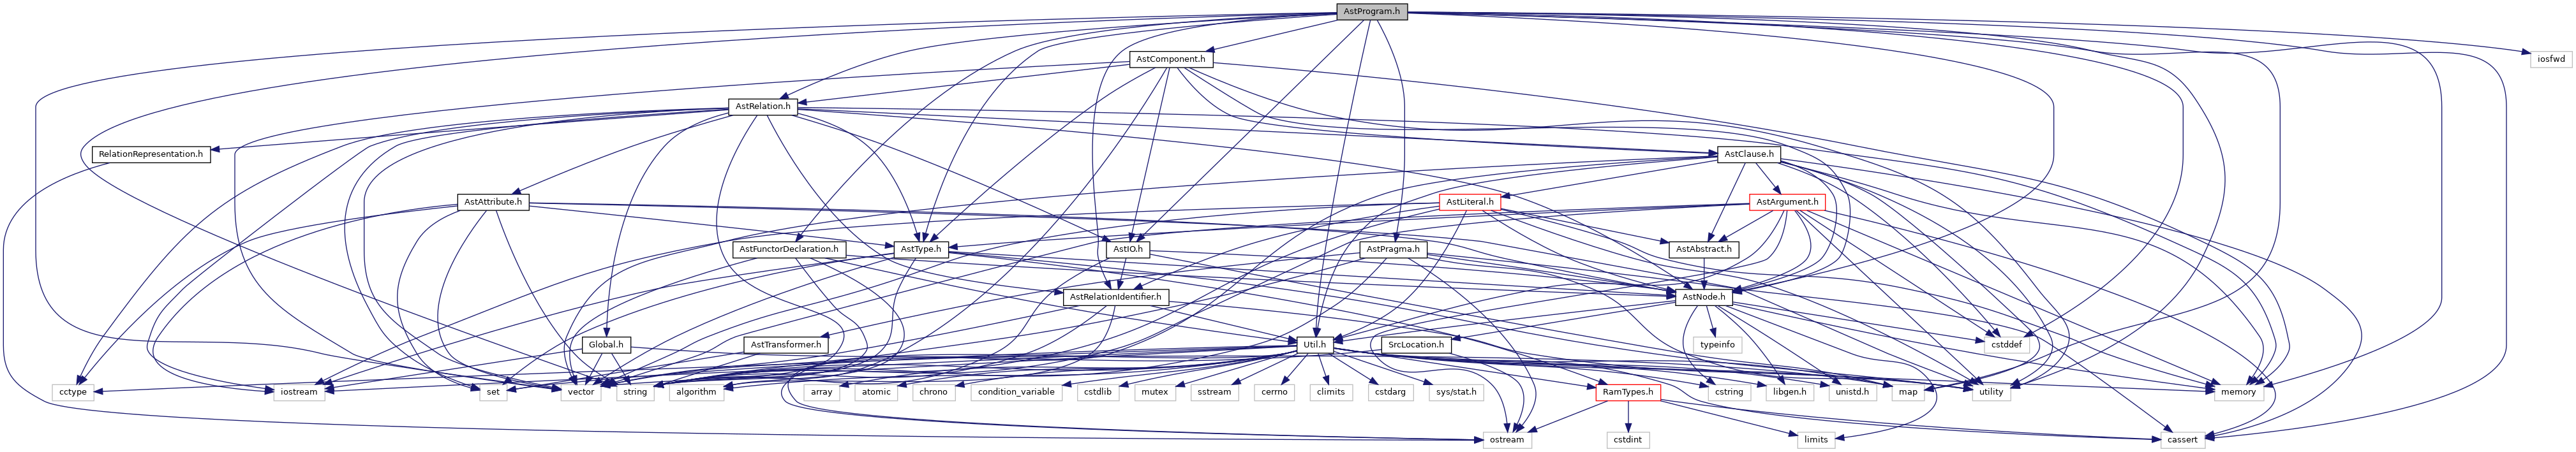 AstProgram.h
AstComponent.h
iosfwd
AstRelation.h
RelationRepresentation.h
AstClause.h
AstAttribute.h
AstLiteral.h
AstArgument.h
AstFunctorDeclaration.h
AstType.h
AstIO.h
AstPragma.h
AstAbstract.h
AstRelationIdentifier.h
AstNode.h
Global.h
AstTransformer.h
Util.h
SrcLocation.h
typeinfo
cstddef
cctype
iostream
set
vector
string
algorithm
array
atomic
chrono
condition_variable
cstdlib
mutex
sstream
cerrno
climits
cstdarg
sys/stat.h
RamTypes.h
cstring
libgen.h
unistd.h
map
utility
memory
ostream
cstdint
limits
cassert